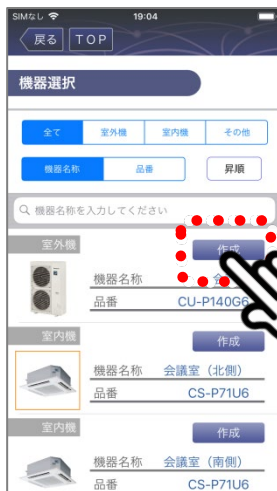 SIMなし 19:04
戻る TOP
機器選択
全て 室外機 室内機 その他
機器名称 品番 昇順
機器名称を入力してください
室外機 作成
機器名称 会
品番 CU-P140G6
室内機 作成
機器名称 会議室（北側）
品番 CS-P71U6
室内機 作成
機器名称 会議室（南側）
品番 CS-P71U6